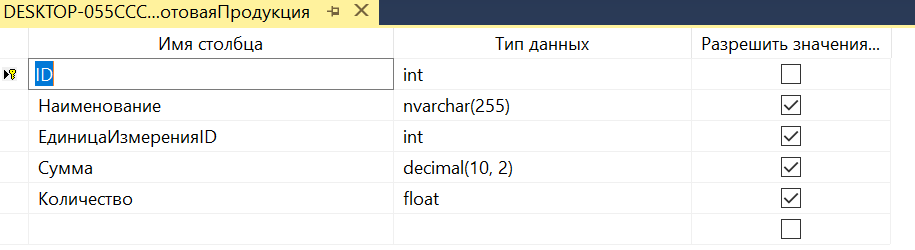 DESKTOP-055CCC...отоваяПродукция
Имя столбца Тип данных Разрешить значения...
ID int
Наименование nvarchar(255)
ЕдиницаИзмеренияID int
Сумма decimal(10, 2)
Количество float